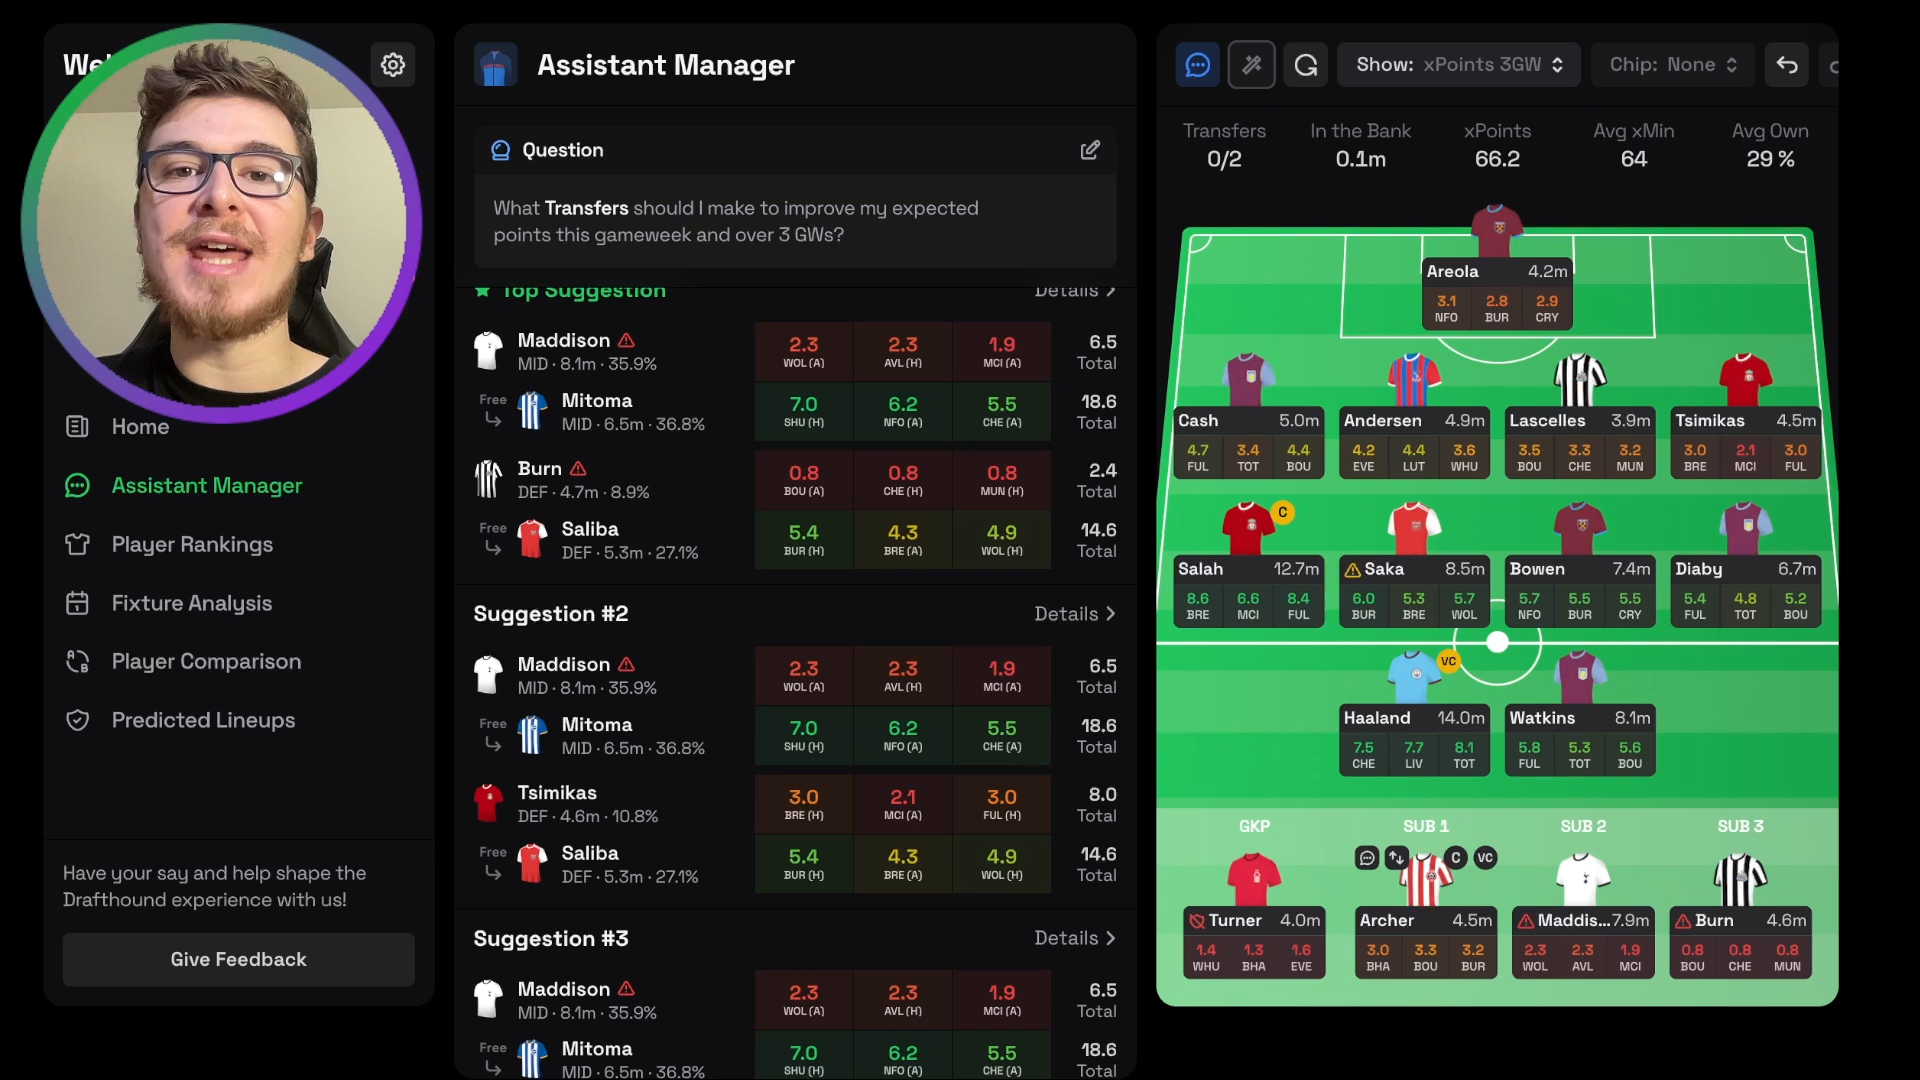 Wel
Home
Assistant Manager
Player Rankings
Fixture Analysis
Player Comparison
Predicted Lineups
Have your say and help shape the
Drafthound experience with us!
Give Feedback
Assistant Manager
Question
What Transfers should I make to improve my expected
points this gameweek and over 3 GWs?
Top Suggestion Details
Maddison 2.3 2.3 1.9 6.5
MID · 8.1m · 35.9% WOL (A) AVL (H) MCI (A) Total
Free Mitoma 7.0 6.2 5.5 18.6
MID · 6.5m · 36.8% SHU (H) NFO (A) CHE (A) Total
Burn 0.8 0.8 0.8 2.4
DEF · 4.7m · 8.9% BOU (A) CHE (H) MUN (H) Total
Free Saliba 5.4 4.3 4.9 14.6
DEF · 5.3m · 27.1% BUR (H) BRE (A) WOL (H) Total
Suggestion #2 Details
Maddison 2.3 2.3 1.9 6.5
MID · 8.1m · 35.9% WOL (A) AVL (H) MCI (A) Total
Free Mitoma 7.0 6.2 5.5 18.6
MID · 6.5m · 36.8% SHU (H) NFO (A) CHE (A) Total
Tsimikas 3.0 2.1 3.0 8.0
DEF · 4.6m · 10.8% BRE (H) MCI (A) FUL (H) Total
Free Saliba 5.4 4.3 4.9 14.6
DEF · 5.3m · 27.1% BUR (H) BRE (A) WOL (H) Total
Suggestion #3 Details
Maddison 2.3 2.3 1.9 6.5
MID · 8.1m · 35.9% WOL (A) AVL (H) MCI (A) Total
Free Mitoma 7.0 6.2 5.5 18.6
MID · 6.5m · 36.8% SHU (H) NFO (A) CHE (A) Total
Show: xPoints 3GW Chip: None
Transfers In the Bank xPoints Avg xMin Avg Own
0/2 0.1m 66.2 64 29 %
Areola 4.2m
3.1 2.8 2.9
NFO BUR CRY
Cash 5.0m Andersen 4.9m Lascelles 3.9m Tsimikas 4.5m
4.7 3.4 4.4 4.2 4.4 3.6 3.5 3.3 3.2 3.0 2.1 3.0
FUL TOT BOU EVE LUT WHU BOU CHE MUN BRE MCI FUL
C
Salah 12.7m Saka 8.5m Bowen 7.4m Diaby 6.7m
8.6 6.6 8.4 6.0 5.3 5.7 5.7 5.5 5.5 5.4 4.8 5.2
BRE MCI FUL BUR BRE WOL NFO BUR CRY FUL TOT BOU
VC
Haaland 14.0m Watkins 8.1m
7.5 7.7 8.1 5.8 5.3 5.6
CHE LIV TOT FUL TOT BOU
GKP SUB 1 SUB 2 SUB 3
C VC
Turner 4.0m Archer 4.5m Maddis...7.9m Burn 4.6m
1.4 1.3 1.6 3.0 3.3 3.2 2.3 2.3 1.9 0.8 0.8 0.8
WHU BHA EVE BHA BOU BUR WOL AVL MCI BOU CHE MUN